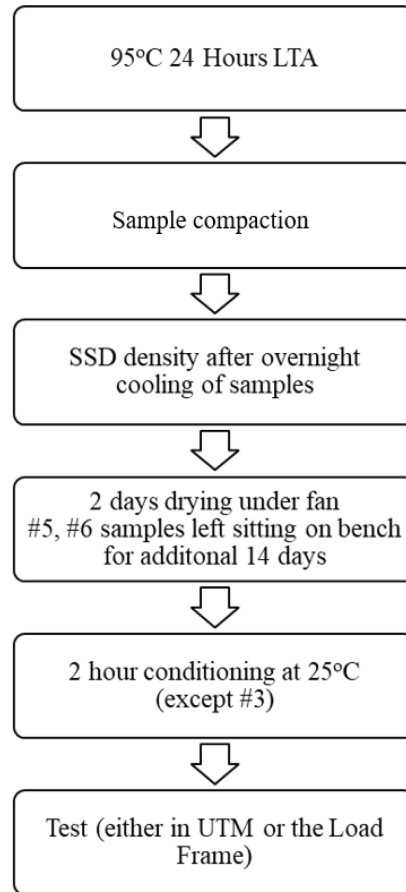 95°C 24 Hours LTA
Sample compaction
SSD density after overnight
cooling of samples
2 days drying under fan
#5, #6 samples left sitting on bench
for additonal 14 days
2 hour conditioning at 25°C
(except #3)
Test (either in UTM or the Load
Frame)